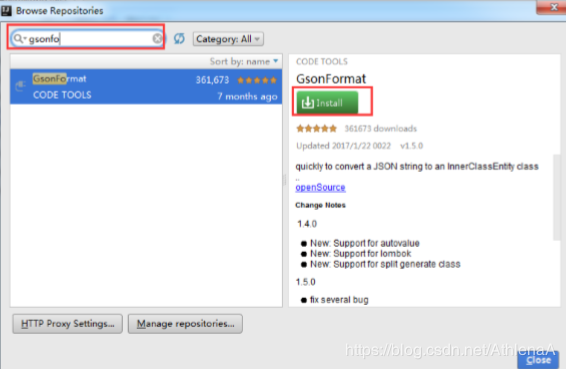 Browse Repositories
gsonfo
Category: All
Sort by: name
GsonFormat 361,673
CODE TOOLS 7 months ago
CODE TOOLS
GsonFormat
Install
361673 downloads
Updated 2017/1/22 0022 v1.5.0
quickly to convert a JSON string to an InnerClassEntity class
..
openSource
Change Notes
1.4.0
● New: Support for autovalue
● New: Support for lombok
● New: Support for split generate class
1.5.0
● fix several bug
HTTP Proxy Settings...
Manage repositories...
https://blog.csdn.net/AthlenaA
Close